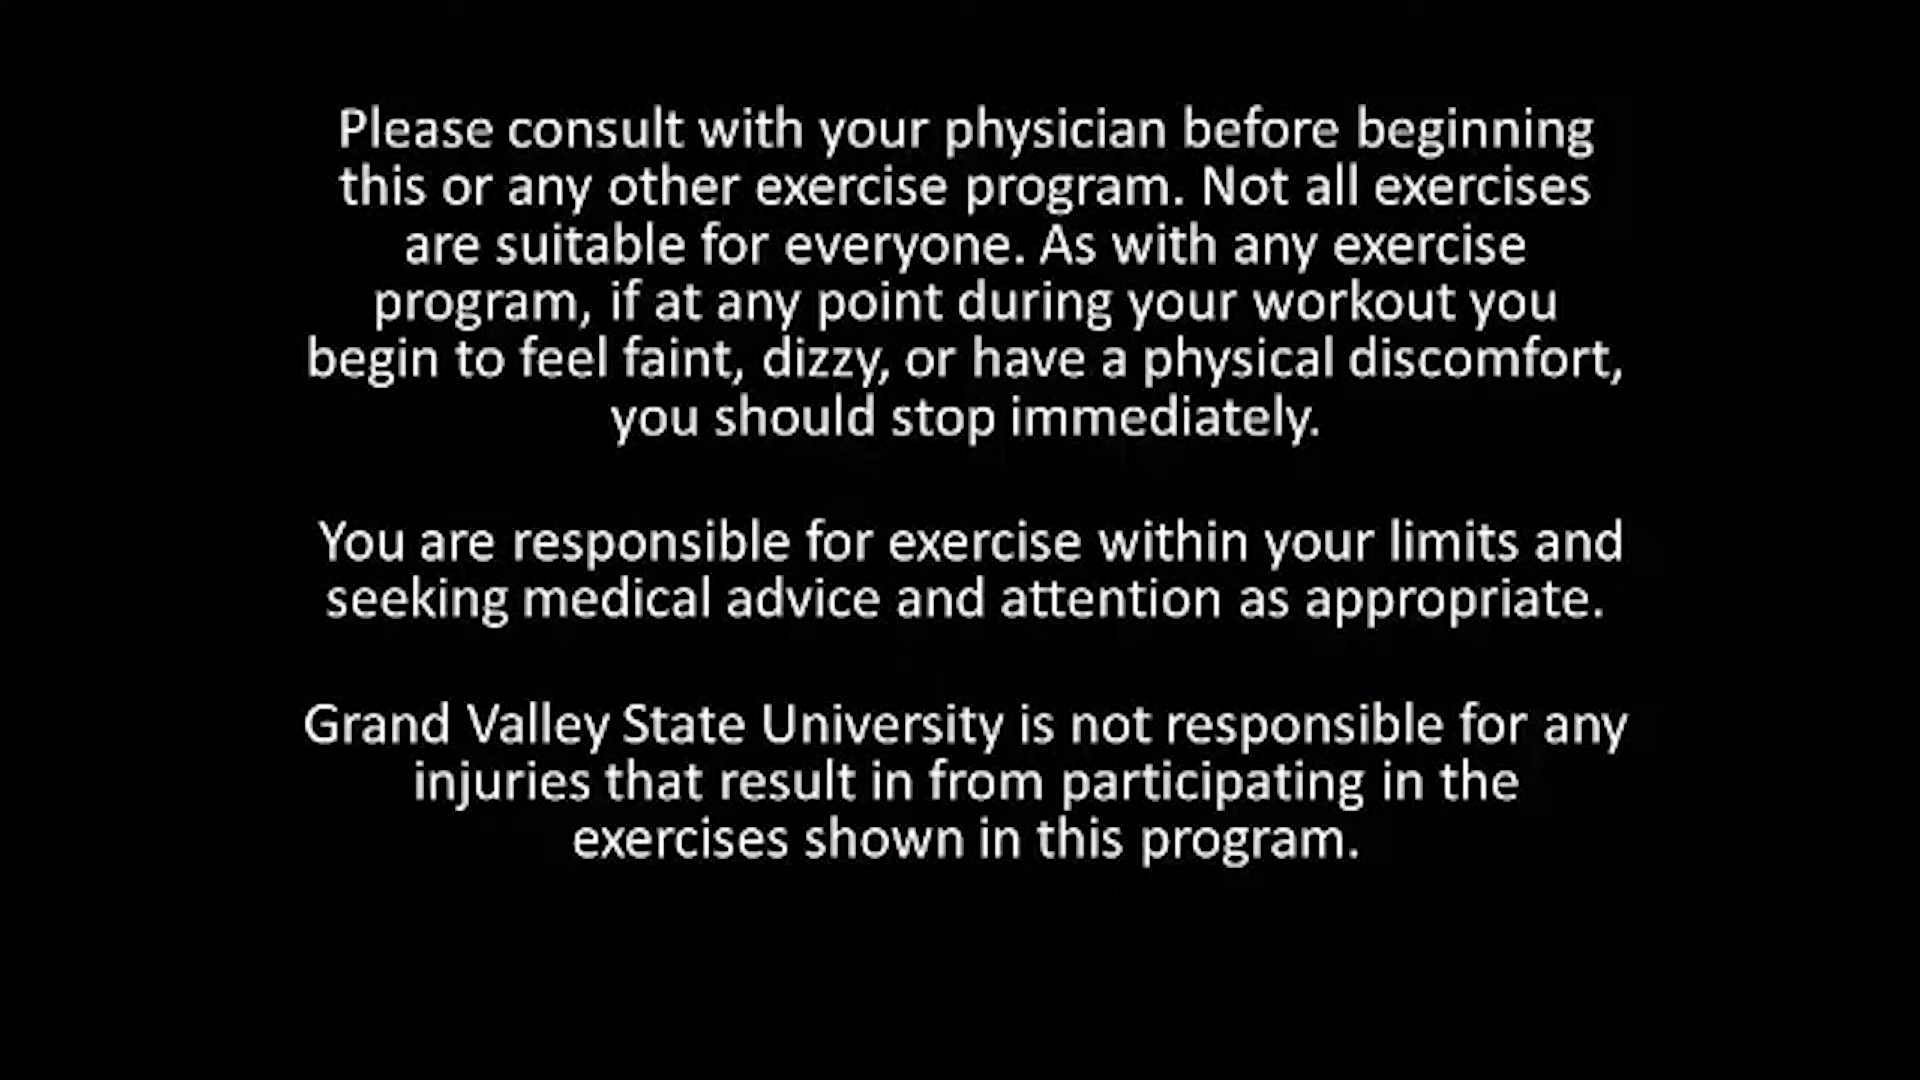 Please consult with your physician before beginning
this or any other exercise program. Not all exercises
are suitable for everyone. As with any exercise
program, if at any point during your workout you
begin to feel faint, dizzy, or have a physical discomfort,
you should stop immediately.
You are responsible for exercise within your limits and
seeking medical advice and attention as appropriate.
Grand Valley State University is not responsible for any
injuries that result in from participating in the
exercises shown in this program.